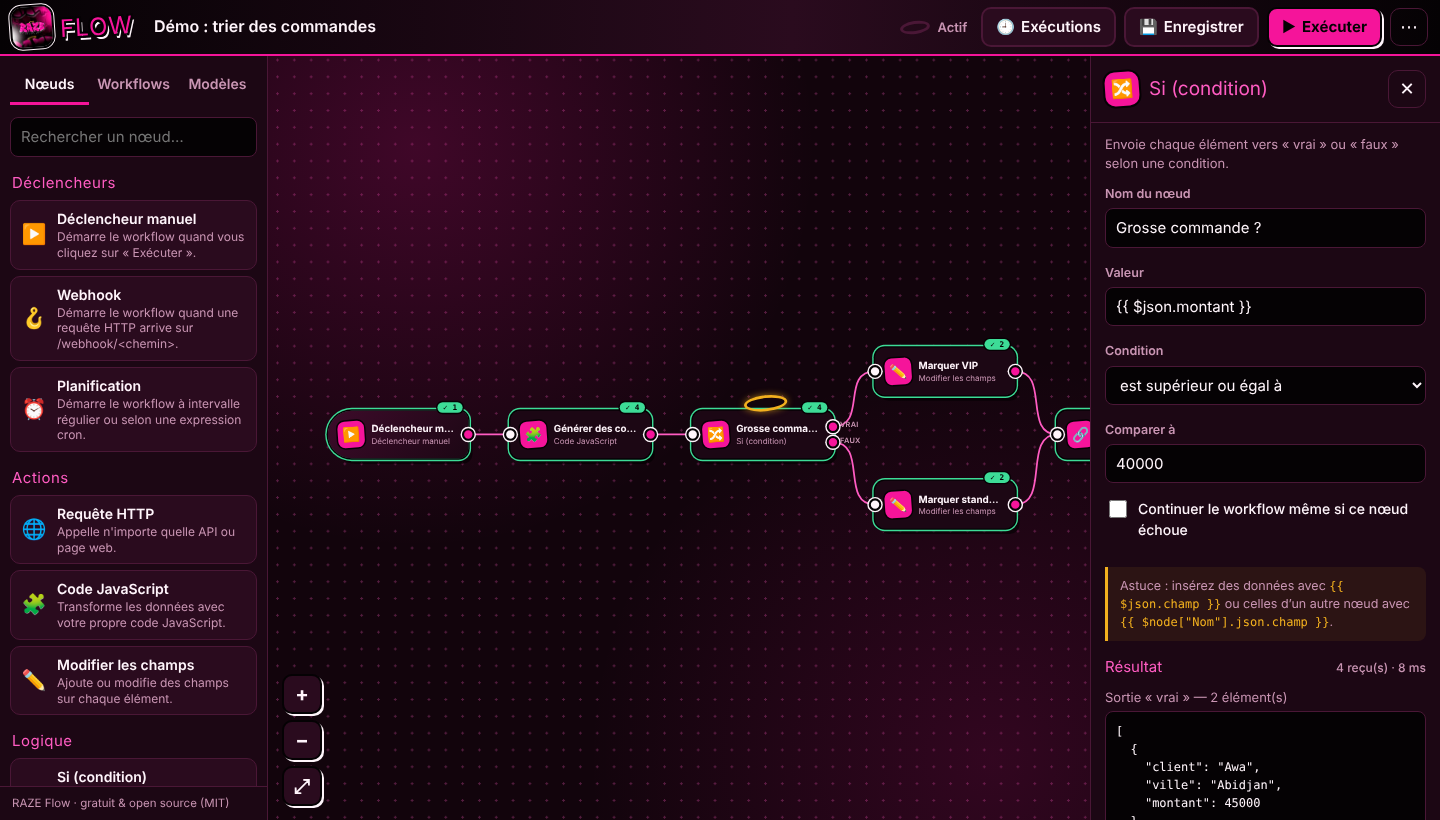 RAZE
FLOW
Démo : trier des commandes
Actif
Exécutions
Enregistrer
Exécuter
Nœuds
Workflows
Modèles
Rechercher un nœud…
Déclencheurs
Déclencheur manuel
Démarre le workflow quand vous
cliquez sur « Exécuter ».
Webhook
Démarre le workflow quand une
requête HTTP arrive sur
/webhook/<chemin>.
Planification
Démarre le workflow à intervalle
régulier ou selon une expression
cron.
Actions
Requête HTTP
Appelle n'importe quelle API ou
page web.
Code JavaScript
Transforme les données avec
votre propre code JavaScript.
Modifier les champs
Ajoute ou modifie des champs
sur chaque élément.
Logique
Si (condition)
RAZE Flow · gratuit & open source (MIT)
✓ 1
Déclencheur m…
Déclencheur manuel
✓ 4
Générer des co…
Code JavaScript
✓ 4
Grosse comma…
Si (condition)
VRAI
FAUX
✓ 2
Marquer VIP
Modifier les champs
✓ 2
Marquer stand…
Modifier les champs
+
−
Si (condition)
✕
Envoie chaque élément vers « vrai » ou « faux »
selon une condition.
Nom du nœud
Grosse commande ?
Valeur
{{ $json.montant }}
Condition
est supérieur ou égal à
Comparer à
40000
Continuer le workflow même si ce nœud
échoue
Astuce : insérez des données avec {{
$json.champ }} ou celles d'un autre nœud avec
{{ $node["Nom"].json.champ }}.
Résultat
4 reçu(s) · 8 ms
Sortie « vrai » — 2 élément(s)
[
{
"client": "Awa",
"ville": "Abidjan",
"montant": 45000